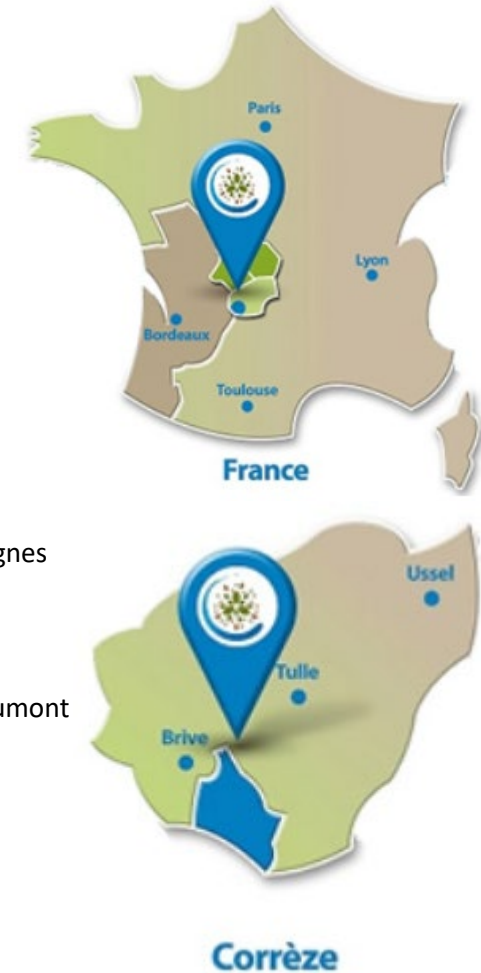 Paris
Lyon
Bordeaux
Toulouse
France
gnes
Ussel
Tulle
umont
Brive
Corrèze